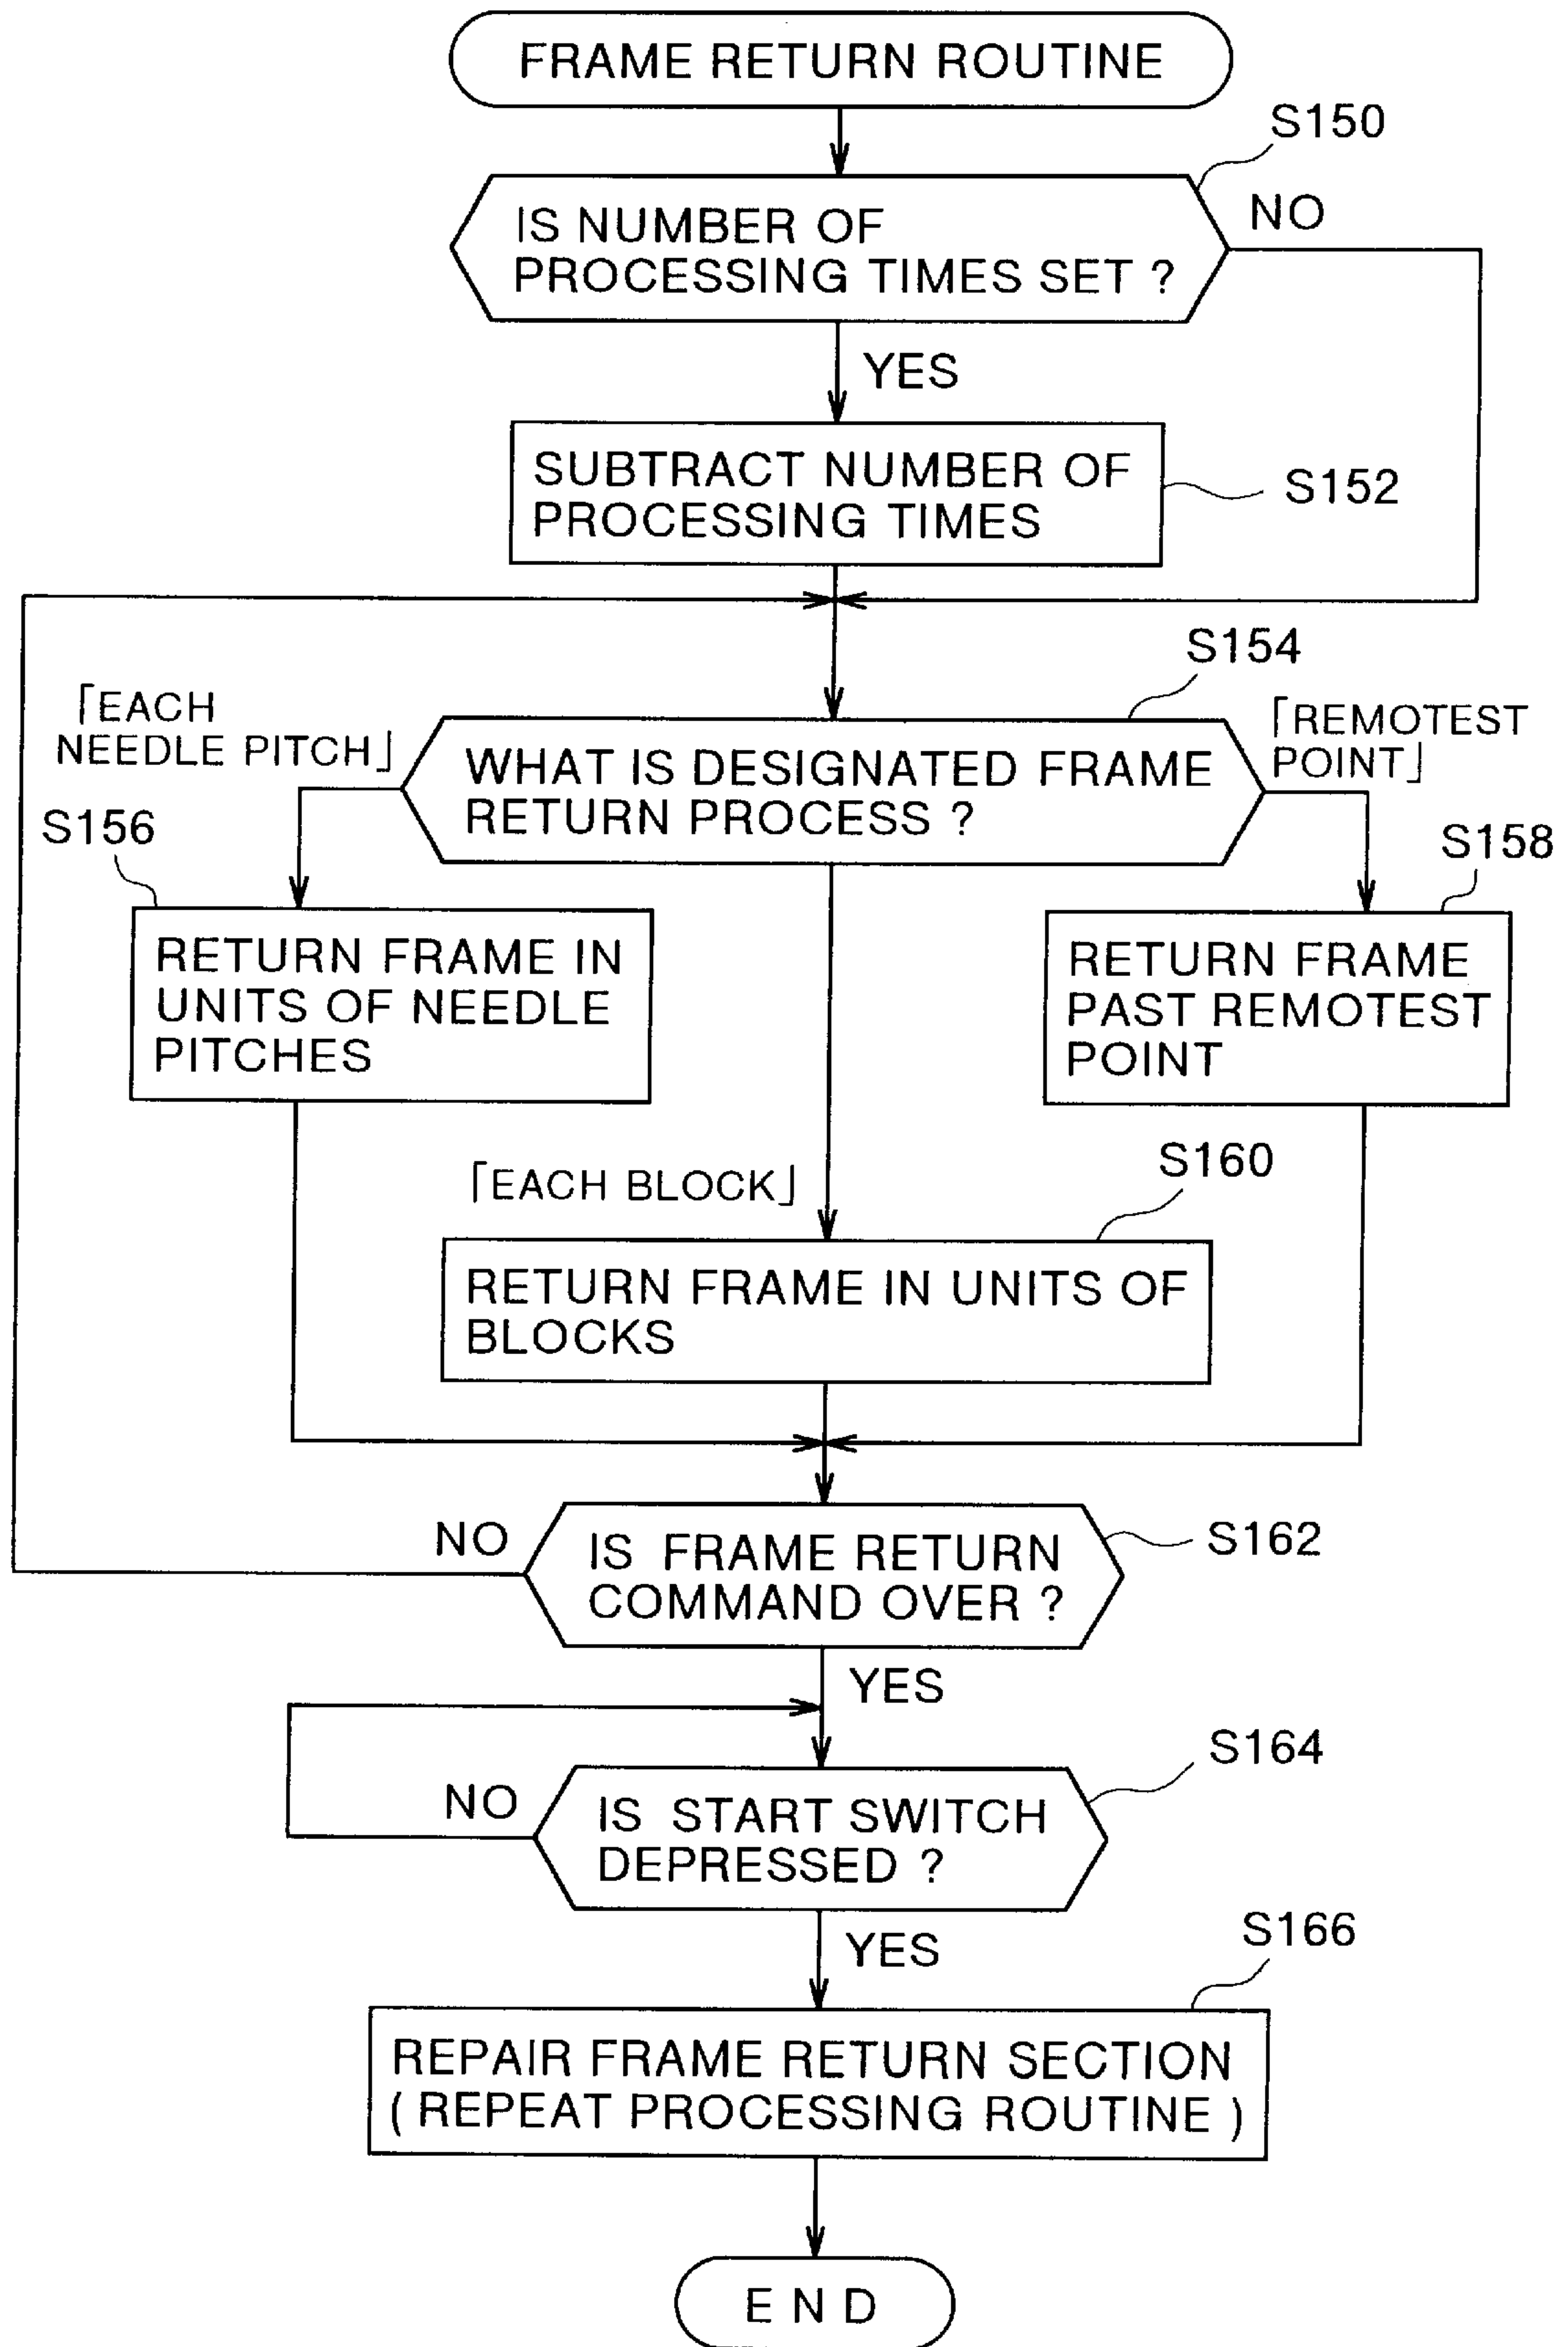 FRAME RETURN ROUTINE
S150
IS NUMBER OF
PROCESSING TIMES SET ?
NO
YES
SUBTRACT NUMBER OF
PROCESSING TIMES
S152
S154
「EACH
NEEDLE PITCH」
WHAT IS DESIGNATED FRAME
RETURN PROCESS ?
「REMOTEST
POINT」
S156
S158
RETURN FRAME IN
UNITS OF NEEDLE
PITCHES
RETURN FRAME
PAST REMOTEST
POINT
「EACH BLOCK」
S160
RETURN FRAME IN UNITS OF
BLOCKS
NO
IS FRAME RETURN
COMMAND OVER ?
S162
YES
S164
NO
IS START SWITCH
DEPRESSED ?
YES
S166
REPAIR FRAME RETURN SECTION
( REPEAT PROCESSING ROUTINE )
END